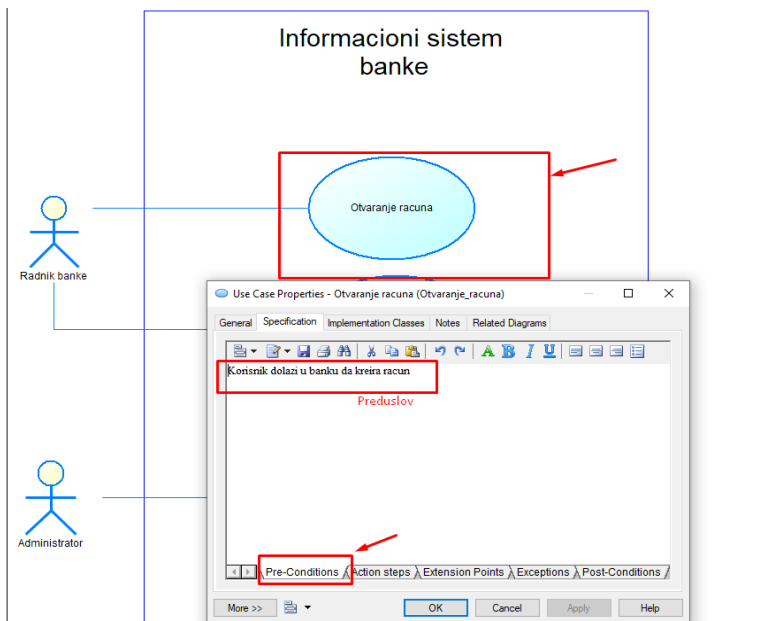 Informacioni sistem
banke
Otvaranje racuna
Radnik banke
Use Case Properties - Otvaranje racuna (Otvaranje_racuna)
General Specification Implementation Classes Notes Related Diagrams
A B I U
Korisnik dolazi u banku da kreira racun
Preduslov
Pre-Conditions Action steps Extension Points Exceptions Post-Conditions
Administrator
More >> OK Cancel Apply Help